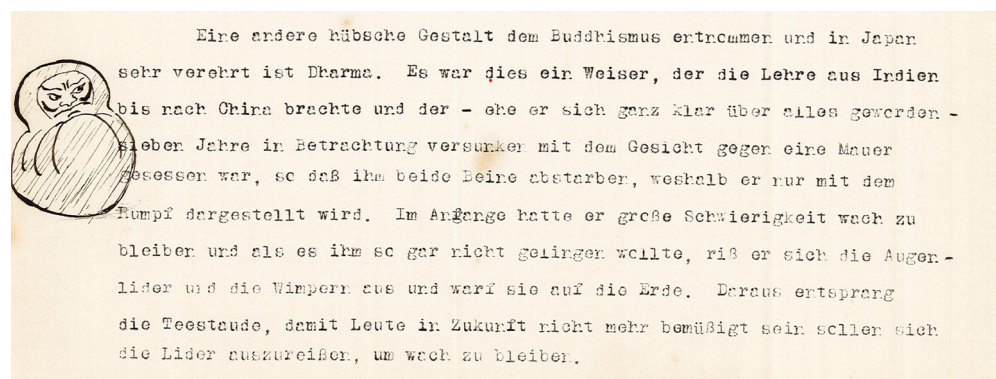 Eine andere hübsche Gestalt dem Buddhismus entnommen und in Japan
sehr verehrt ist Dharma. Es war dies ein Weiser, der die Lehre aus Indien
bis nach China brachte und der - ehe er sich ganz klar über alles geworden -
sieben Jahre in Betrachtung versunken mit dem Gesicht gegen eine Mauer
gesessen war, so daß ihm beide Beine abstarben, weshalb er nur mit dem
Rumpf dargestellt wird. Im Anfange hatte er große Schwierigkeit wach zu
bleiben und als es ihm so gar nicht gelingen wollte, riß er sich die Augen-
lider und die Wimpern aus und warf sie auf die Erde. Daraus entsprang
die Teestaude, damit Leute in Zukunft nicht mehr bemüßigt sein sollen sich
die Lider auszureißen, um wach zu bleiben.